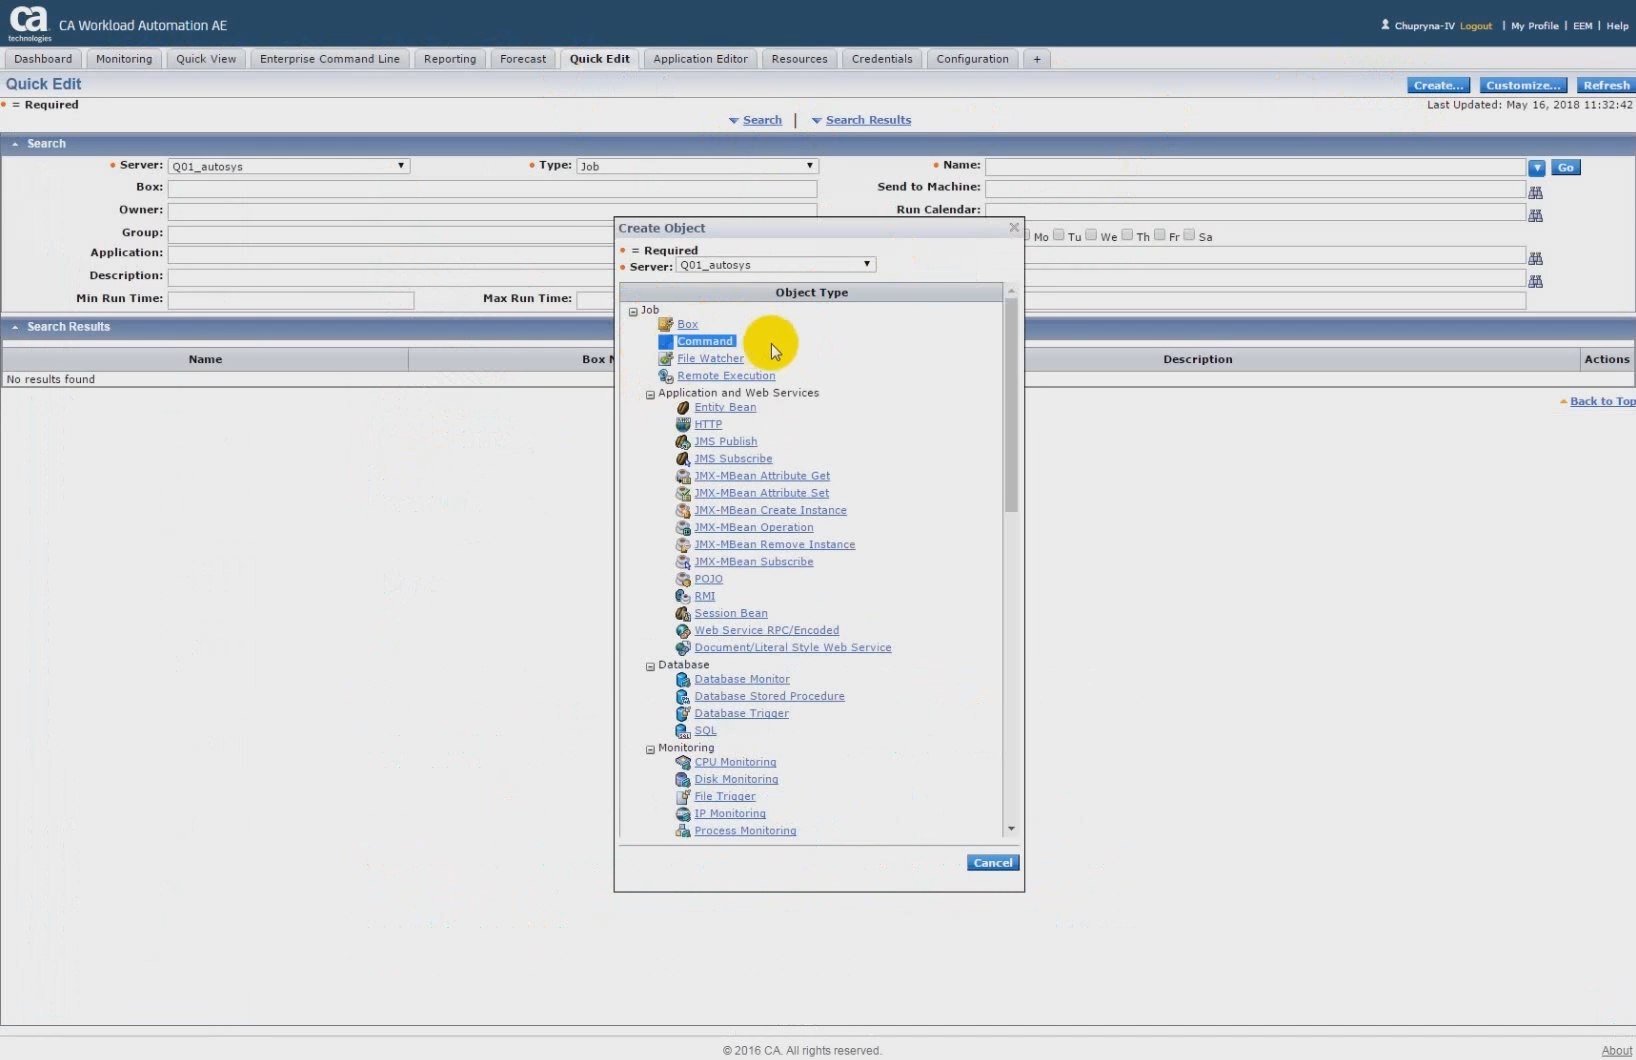 ca technologies CA Workload Automation AE
Chupryna-IV Logout | My Profile | EEM | Help
Dashboard Monitoring Quick View Enterprise Command Line Reporting Forecast Quick Edit Application Editor Resources Credentials Configuration +
Quick Edit Create... Customize... Refresh
• = Required Last Updated: May 16, 2018 11:32:42
Search | Search Results
Search
• Server: Q01_autosys • Type: Job • Name: Go
Box: Send to Machine:
Owner: Run Calendar:
Group: Mo Tu We Th Fr Sa
Application:
Description:
Min Run Time: Max Run Time:
Search Results
Name Box N Description Actions
No results found
Back to Top
Create Object
• = Required
• Server: Q01_autosys
Object Type
Job
Box
Command
File Watcher
Remote Execution
Application and Web Services
Entity Bean
HTTP
JMS Publish
JMS Subscribe
JMX-MBean Attribute Get
JMX-MBean Attribute Set
JMX-MBean Create Instance
JMX-MBean Operation
JMX-MBean Remove Instance
JMX-MBean Subscribe
POJO
RMI
Session Bean
Web Service RPC/Encoded
Document/Literal Style Web Service
Database
Database Monitor
Database Stored Procedure
Database Trigger
SQL
Monitoring
CPU Monitoring
Disk Monitoring
File Trigger
IP Monitoring
Process Monitoring
Cancel
© 2016 CA. All rights reserved. About